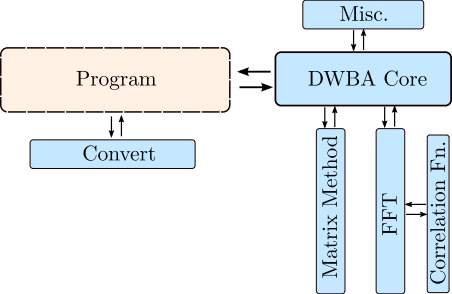 Misc.
Program
DWBA Core
Convert
Matrix Method
FFT
Correlation Fn.